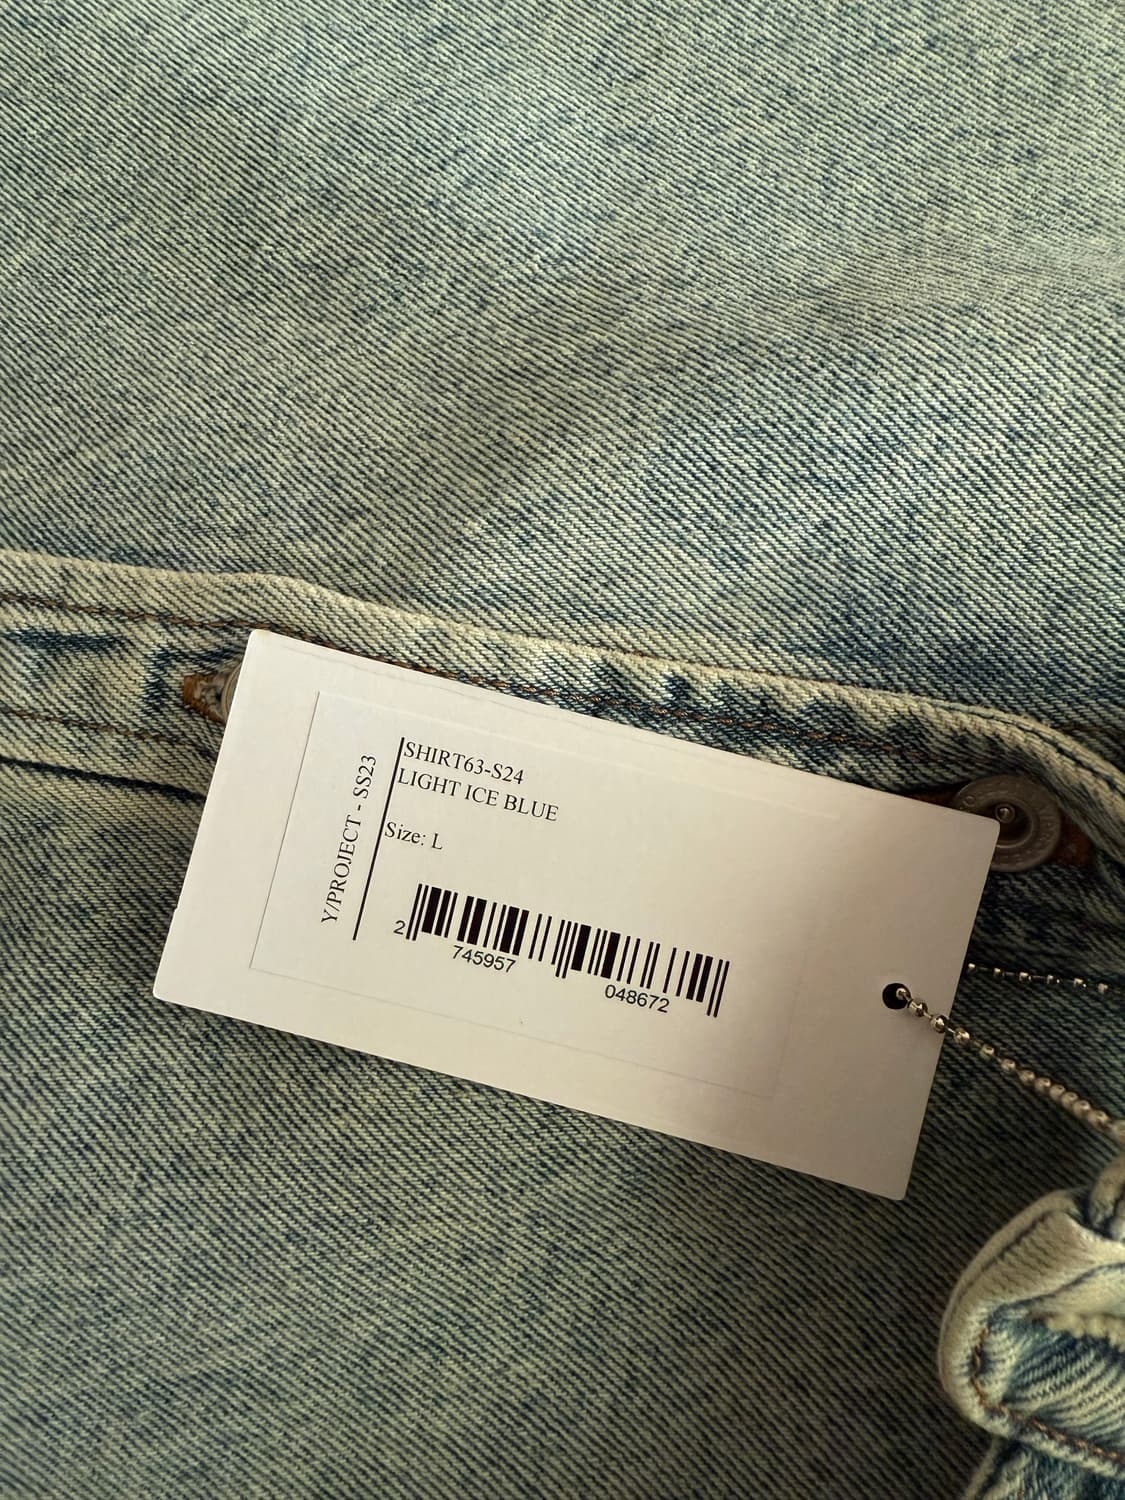 Y/PROJECT - SS23
SHIRT63-S24
LIGHT ICE BLUE
Size: L
2 745957 048672